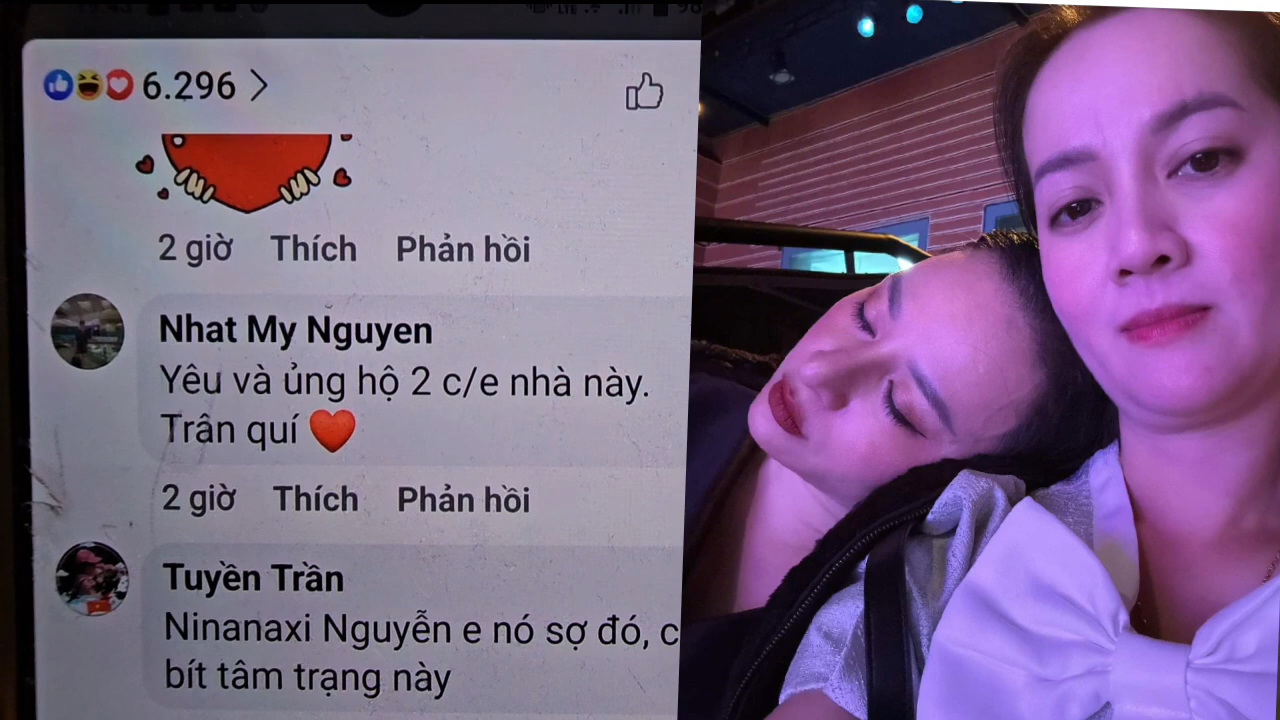 6.296
2 giờ Thích Phản hồi
Nhat My Nguyen
Yêu và ủng hộ 2 c/e nhà này.
Trân quí
2 giờ Thích Phản hồi
Tuyền Trần
Ninanaxi Nguyễn e nó sợ đó, c
bít tâm trạng này